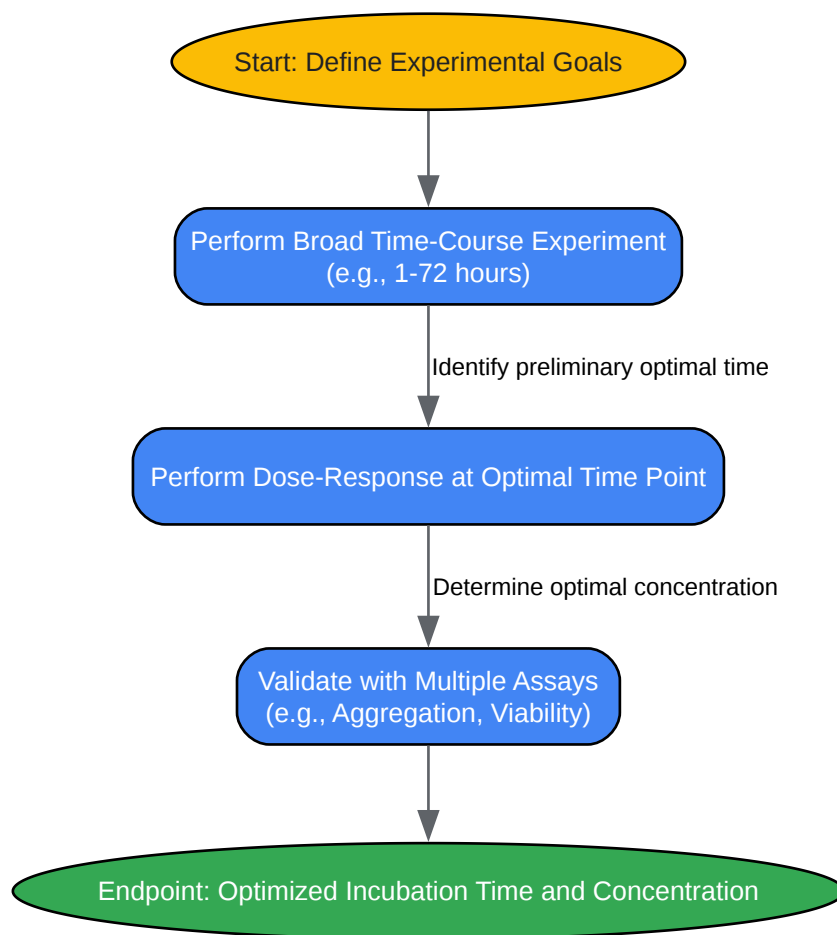 Start: Define Experimental Goals
Perform Broad Time-Course Experiment
(e.g., 1-72 hours)
Identify preliminary optimal time
Perform Dose-Response at Optimal Time Point
Determine optimal concentration
Validate with Multiple Assays
(e.g., Aggregation, Viability)
Endpoint: Optimized Incubation Time and Concentration